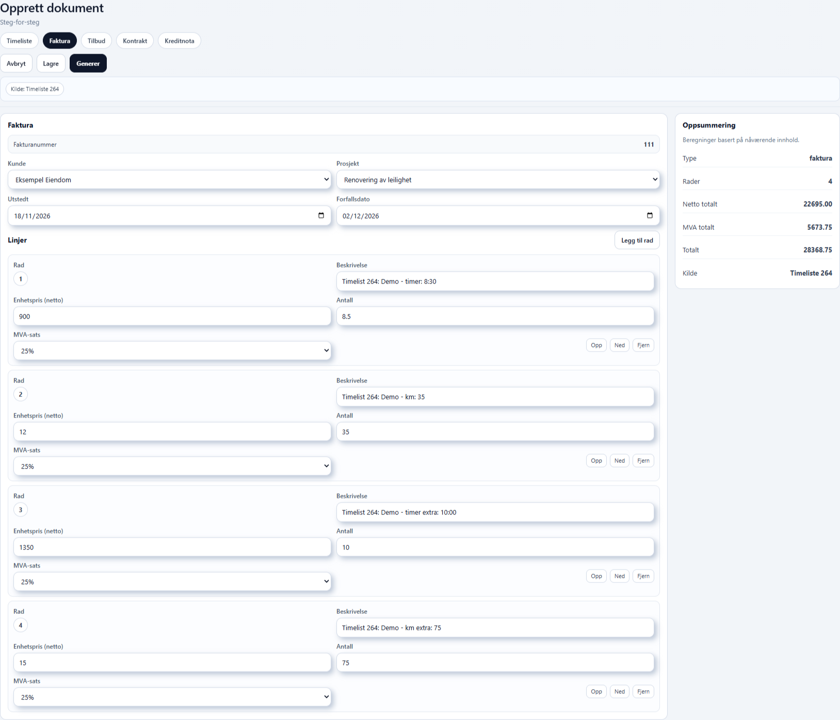 Opprett dokument
Steg-for-steg
Timeliste Faktura Tilbud Kontrakt Kreditnota
Avbryt Lagre Generer
Kilde: Timeliste 264
Faktura
Fakturanummer 111
Kunde Prosjekt
Eksempel Eiendom Renovering av leilighet
Utstedt Forfallsdato
18/11/2026 02/12/2026
Linjer Legg til rad
Rad Beskrivelse
1 Timelist 264: Demo - timer: 8:30
Enhetspris (netto) Antall
900 8.5
MVA-sats
25% Opp Ned Fjern
Rad Beskrivelse
2 Timelist 264: Demo - km: 35
Enhetspris (netto) Antall
12 35
MVA-sats
25% Opp Ned Fjern
Rad Beskrivelse
3 Timelist 264: Demo - timer extra: 10:00
Enhetspris (netto) Antall
1350 10
MVA-sats
25% Opp Ned Fjern
Rad Beskrivelse
4 Timelist 264: Demo - km extra: 75
Enhetspris (netto) Antall
15 75
MVA-sats
25% Opp Ned Fjern
Oppsummering
Beregninger basert på nåværende innhold.
Type faktura
Rader 4
Netto totalt 22695.00
MVA totalt 5673.75
Totalt 28368.75
Kilde Timeliste 264